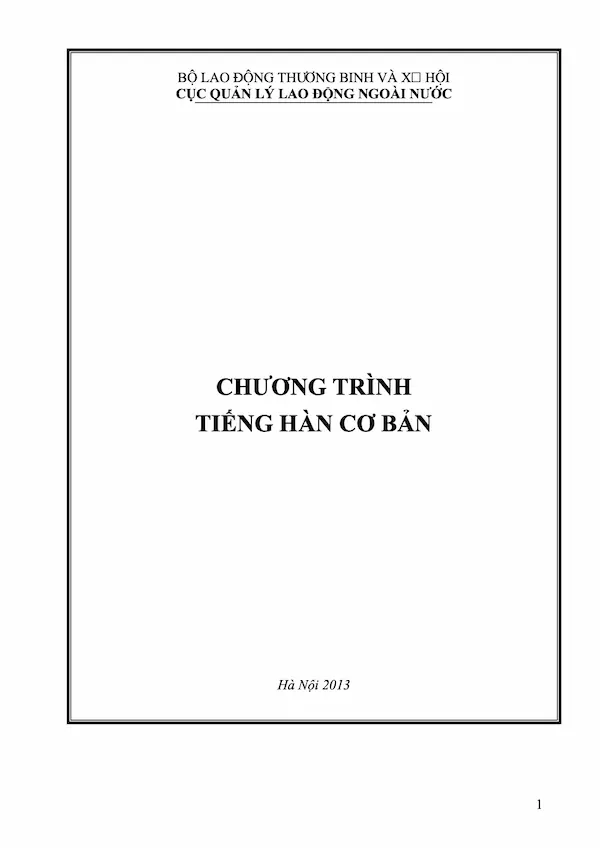 BỘ LAO ĐỘNG THƯƠNG BINH VÀ X□ HỘI
CỤC QUẢN LÝ LAO ĐỘNG NGOÀI NƯỚC
CHƯƠNG TRÌNH
TIẾNG HÀN CƠ BẢN
Hà Nội 2013
1